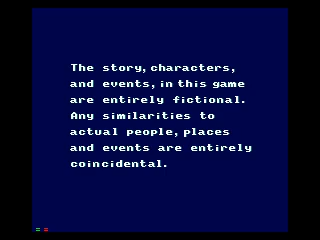 The story, characters,
and events, in this game
are entirely fictional.
Any similarities to
actual people, places
and events are entirely
coincidental.